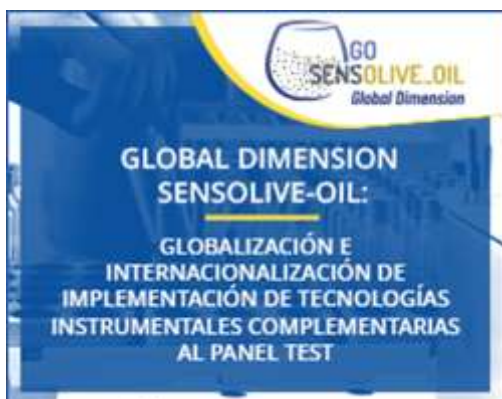 GO
SENSOLIVE_OIL
Global Dimension
GLOBAL DIMENSION
SENSOLIVE-OIL:
GLOBALIZACIÓN E
INTERNACIONALIZACIÓN DE
IMPLEMENTACIÓN DE TECNOLOGÍAS
INSTRUMENTALES COMPLEMENTARIAS
AL PANEL TEST